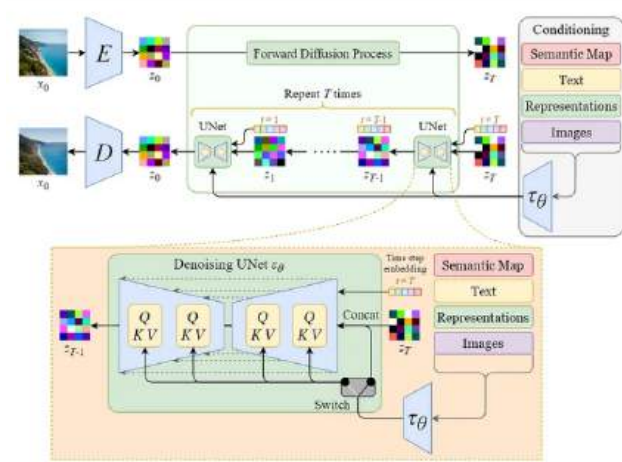 Conditioning
Semantic Map
Text
Representations
Images
τθ
x0
E
z0
Forward Diffusion Process
zT
Repeat T times
UNet
t = 1
t = T-1
UNet
t = T
x0
D
z0
z1
zT-1
zT
Denoising UNet εθ
Time step
embedding
t = T
Semantic Map
Text
Representations
Images
Q
K V
Q
K V
Q
K V
Q
K V
Concat
zT-1
zT
Switch
τθ